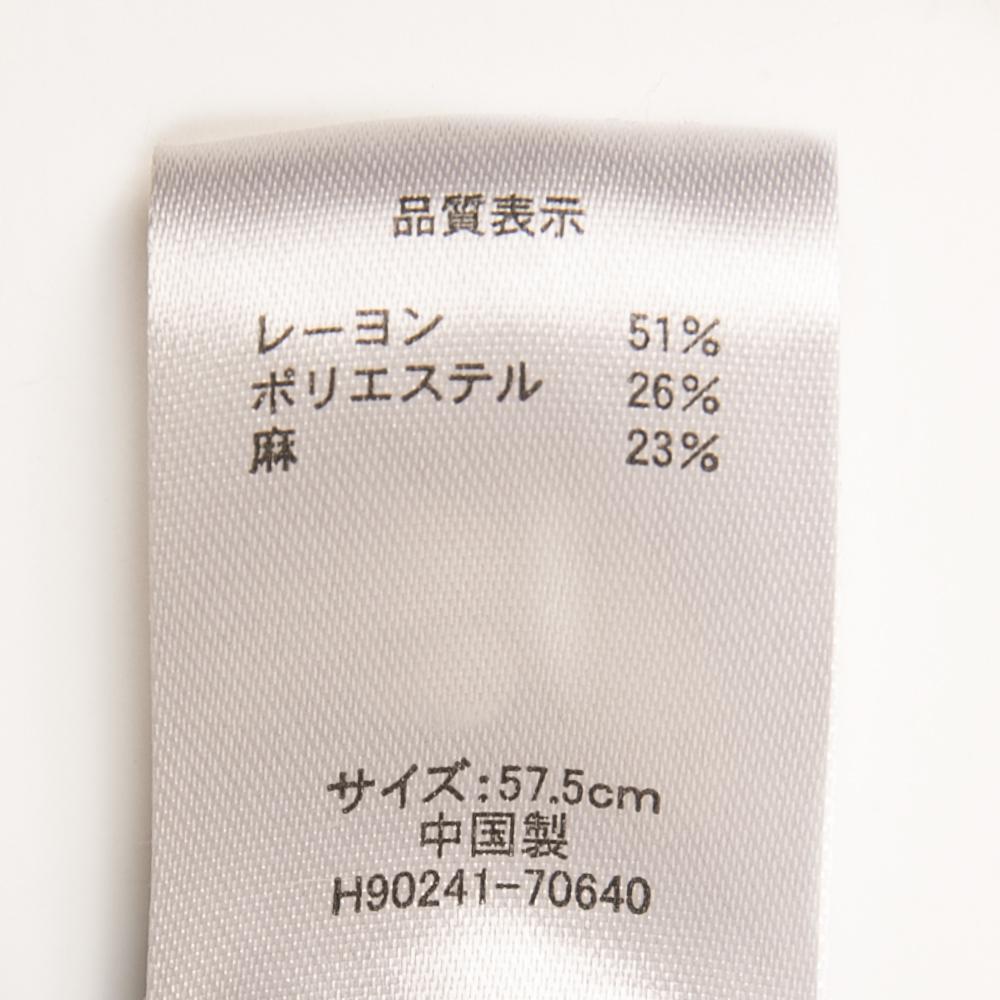 品質表示
レーヨン 51%
ポリエステル 26%
麻 23%
サイズ:57.5cm
中国製
H90241-70640